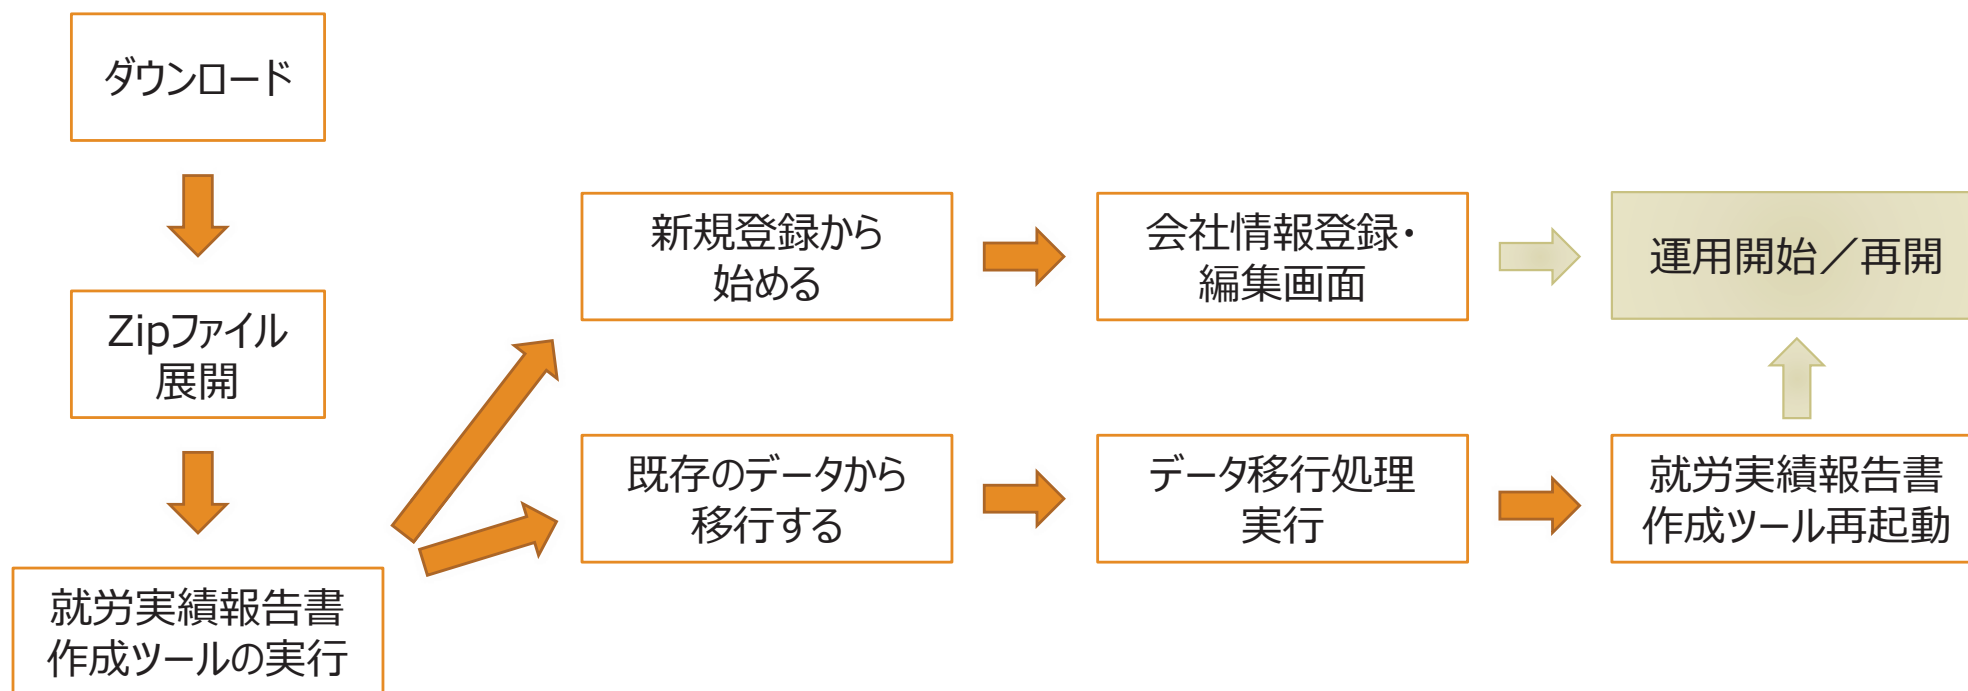 ダウンロード
Zipファイル
展開
就労実績報告書
作成ツールの実行
新規登録から
始める
会社情報登録・
編集画面
運用開始／再開
既存のデータから
移行する
データ移行処理
実行
就労実績報告書
作成ツール再起動